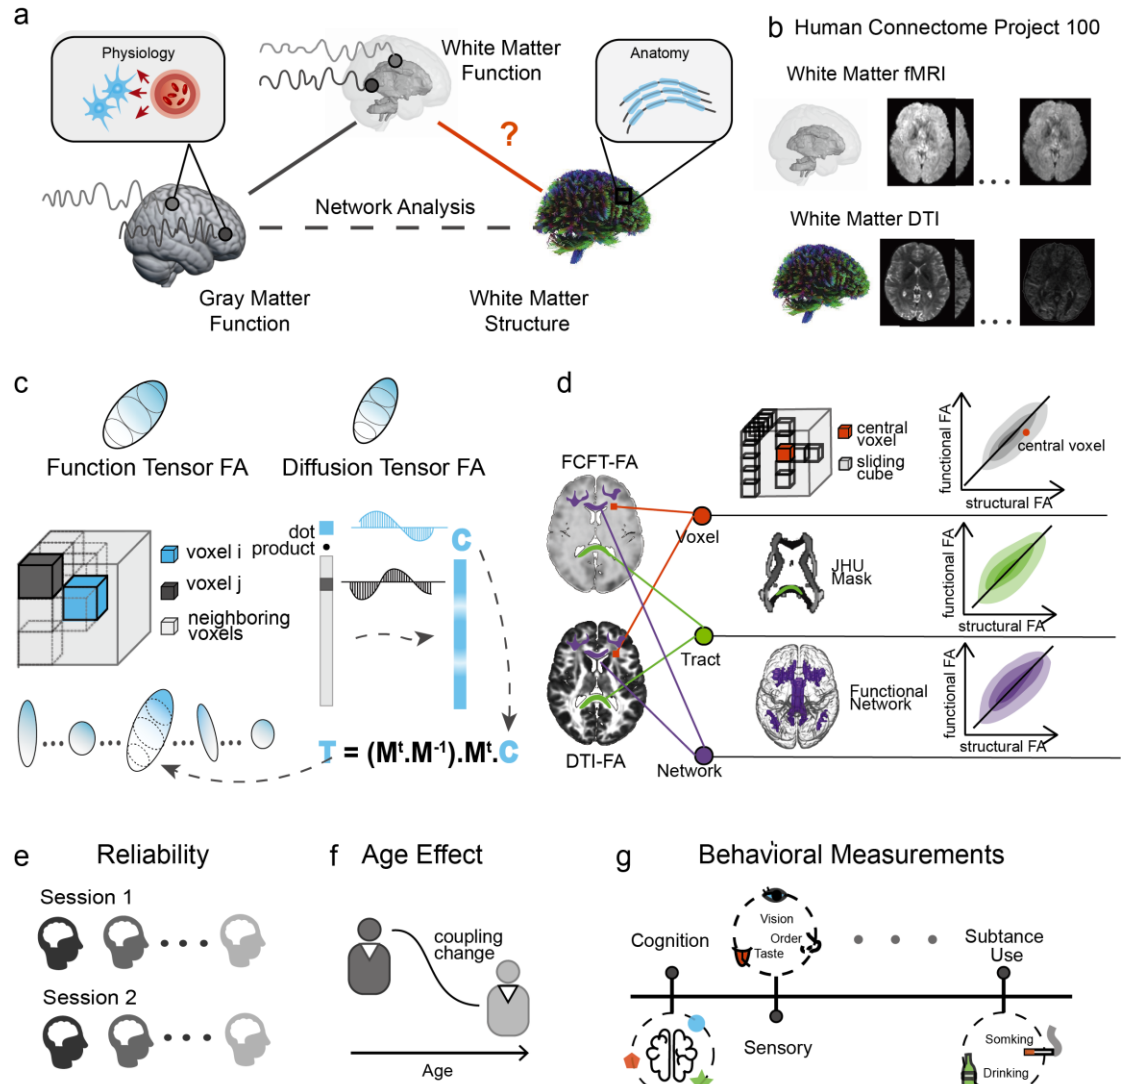 a
Physiology
White Matter
Function
Anatomy
?
Network Analysis
Gray Matter
Function
White Matter
Structure
b Human Connectome Project 100
White Matter fMRI
White Matter DTI
c
Function Tensor FA
Diffusion Tensor FA
voxel i
voxel j
neighboring
voxels
dot
product
C
T = (Mᵗ.M⁻¹).Mᵗ.C
d
FCFT-FA
DTI-FA
Voxel
Tract
Network
central
voxel
sliding
cube
functional FA
central voxel
structural FA
JHU
Mask
functional FA
structural FA
Functional
Network
functional FA
structural FA
e Reliability
Session 1
Session 2
f Age Effect
coupling
change
Age
g Behavioral Measurements
Cognition
Vision
Order
Taste
Sensory
Subtance
Use
Somking
Drinking